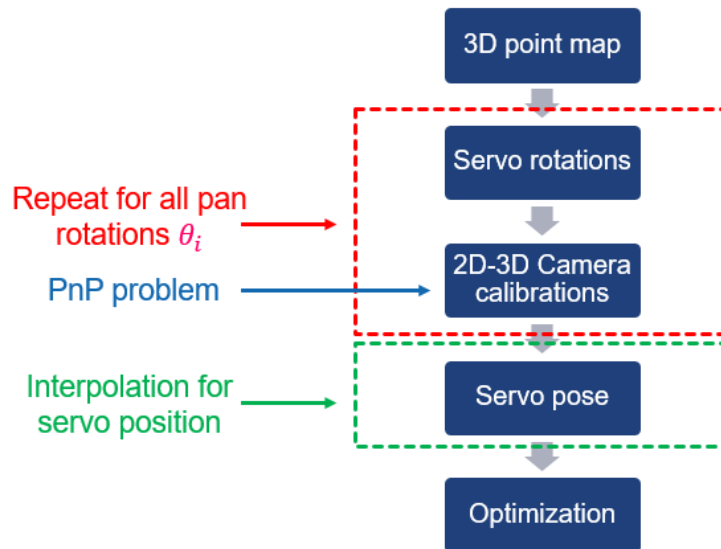 3D point map
Servo rotations
Repeat for all pan
rotations θᵢ
2D-3D Camera
calibrations
PnP problem
Interpolation for
servo position
Servo pose
Optimization